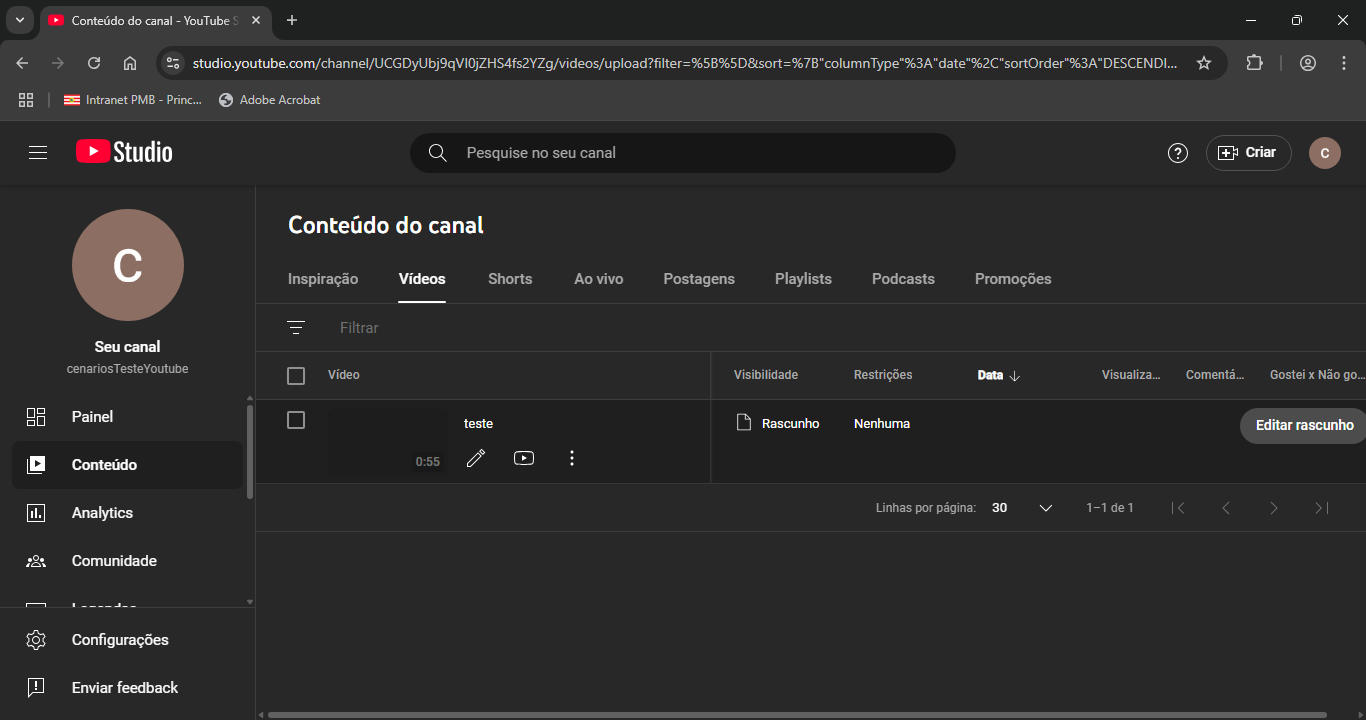 Conteúdo do canal - YouTube S
studio.youtube.com/channel/UCGDyUbj9qVI0jZHS4fs2YZg/videos/upload?filter=%5B%5D&sort=%7B"columnType"%3A"date"%2C"sortOrder"%3A"DESCENDI...
Intranet PMB - Princ... Adobe Acrobat
Studio
Pesquise no seu canal
Criar
C
C
Seu canal
cenariosTesteYoutube
Painel
Conteúdo
Analytics
Comunidade
Legendas
Configurações
Enviar feedback
Conteúdo do canal
Inspiração Vídeos Shorts Ao vivo Postagens Playlists Podcasts Promoções
Filtrar
Vídeo Visibilidade Restrições Data Visualiza... Comentá... Gostei x Não go...
teste Rascunho Nenhuma Editar rascunho
0:55
Linhas por página: 30 1–1 de 1